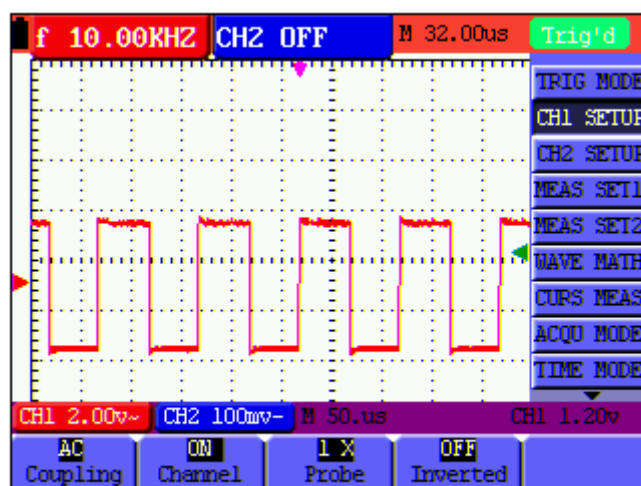 f 10.00KHZ CH2 OFF M 32.00us Trig'd
TRIG MODE
CH1 SETUP
CH2 SETUP
MEAS SET1
MEAS SET2
WAVE MATH
CURS MEAS
ACQU MODE
TIME MODE
CH1 2.00v~ CH2 100mv- M 50.us CH1 1.20v
AC ON 1 X OFF
Coupling Channel Probe Inverted